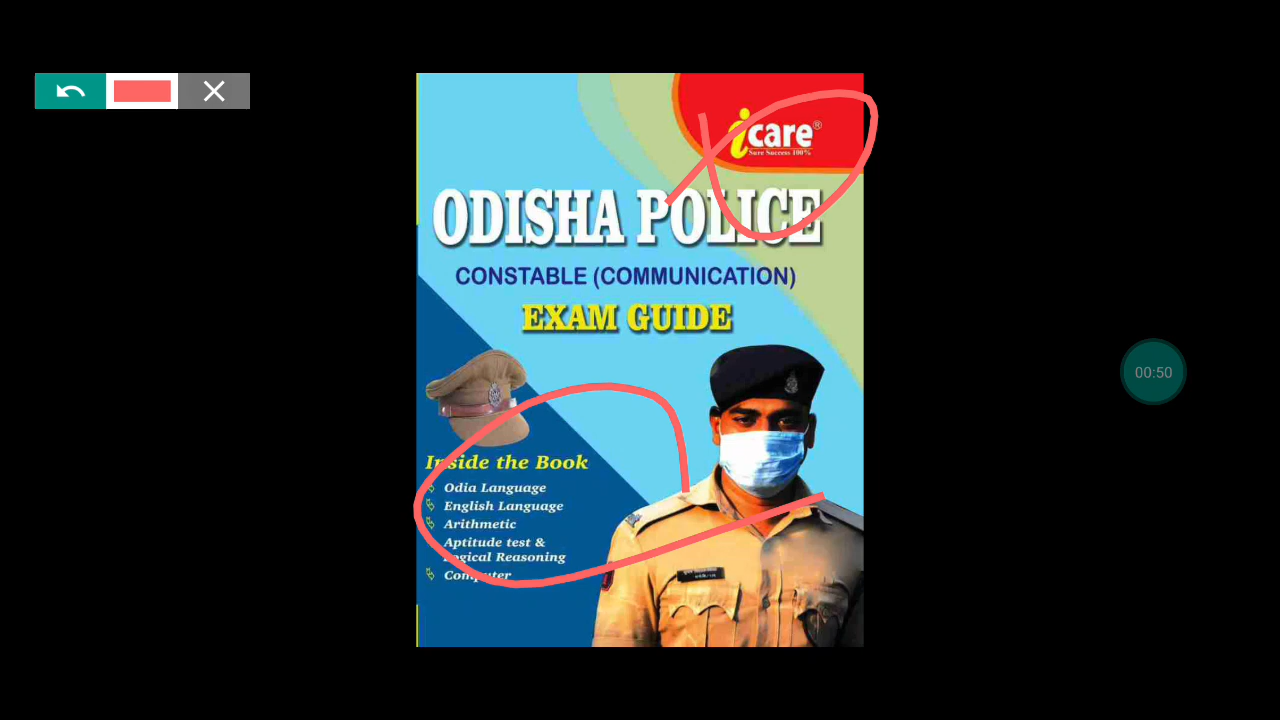 icare®
Sure Success 100%
ODISHA POLICE
CONSTABLE (COMMUNICATION)
EXAM GUIDE
Inside the Book
Odia Language
English Language
Arithmetic
Aptitude test &
Logical Reasoning
Computer
00:50